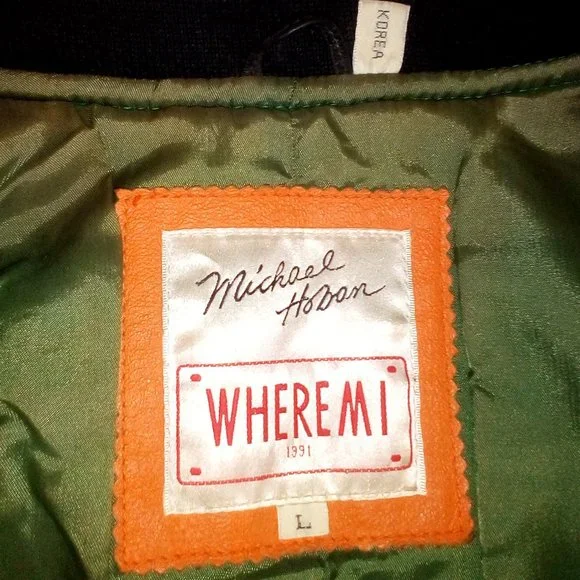 KOREA
Michael
Hoban
WHEREMI
1991
L